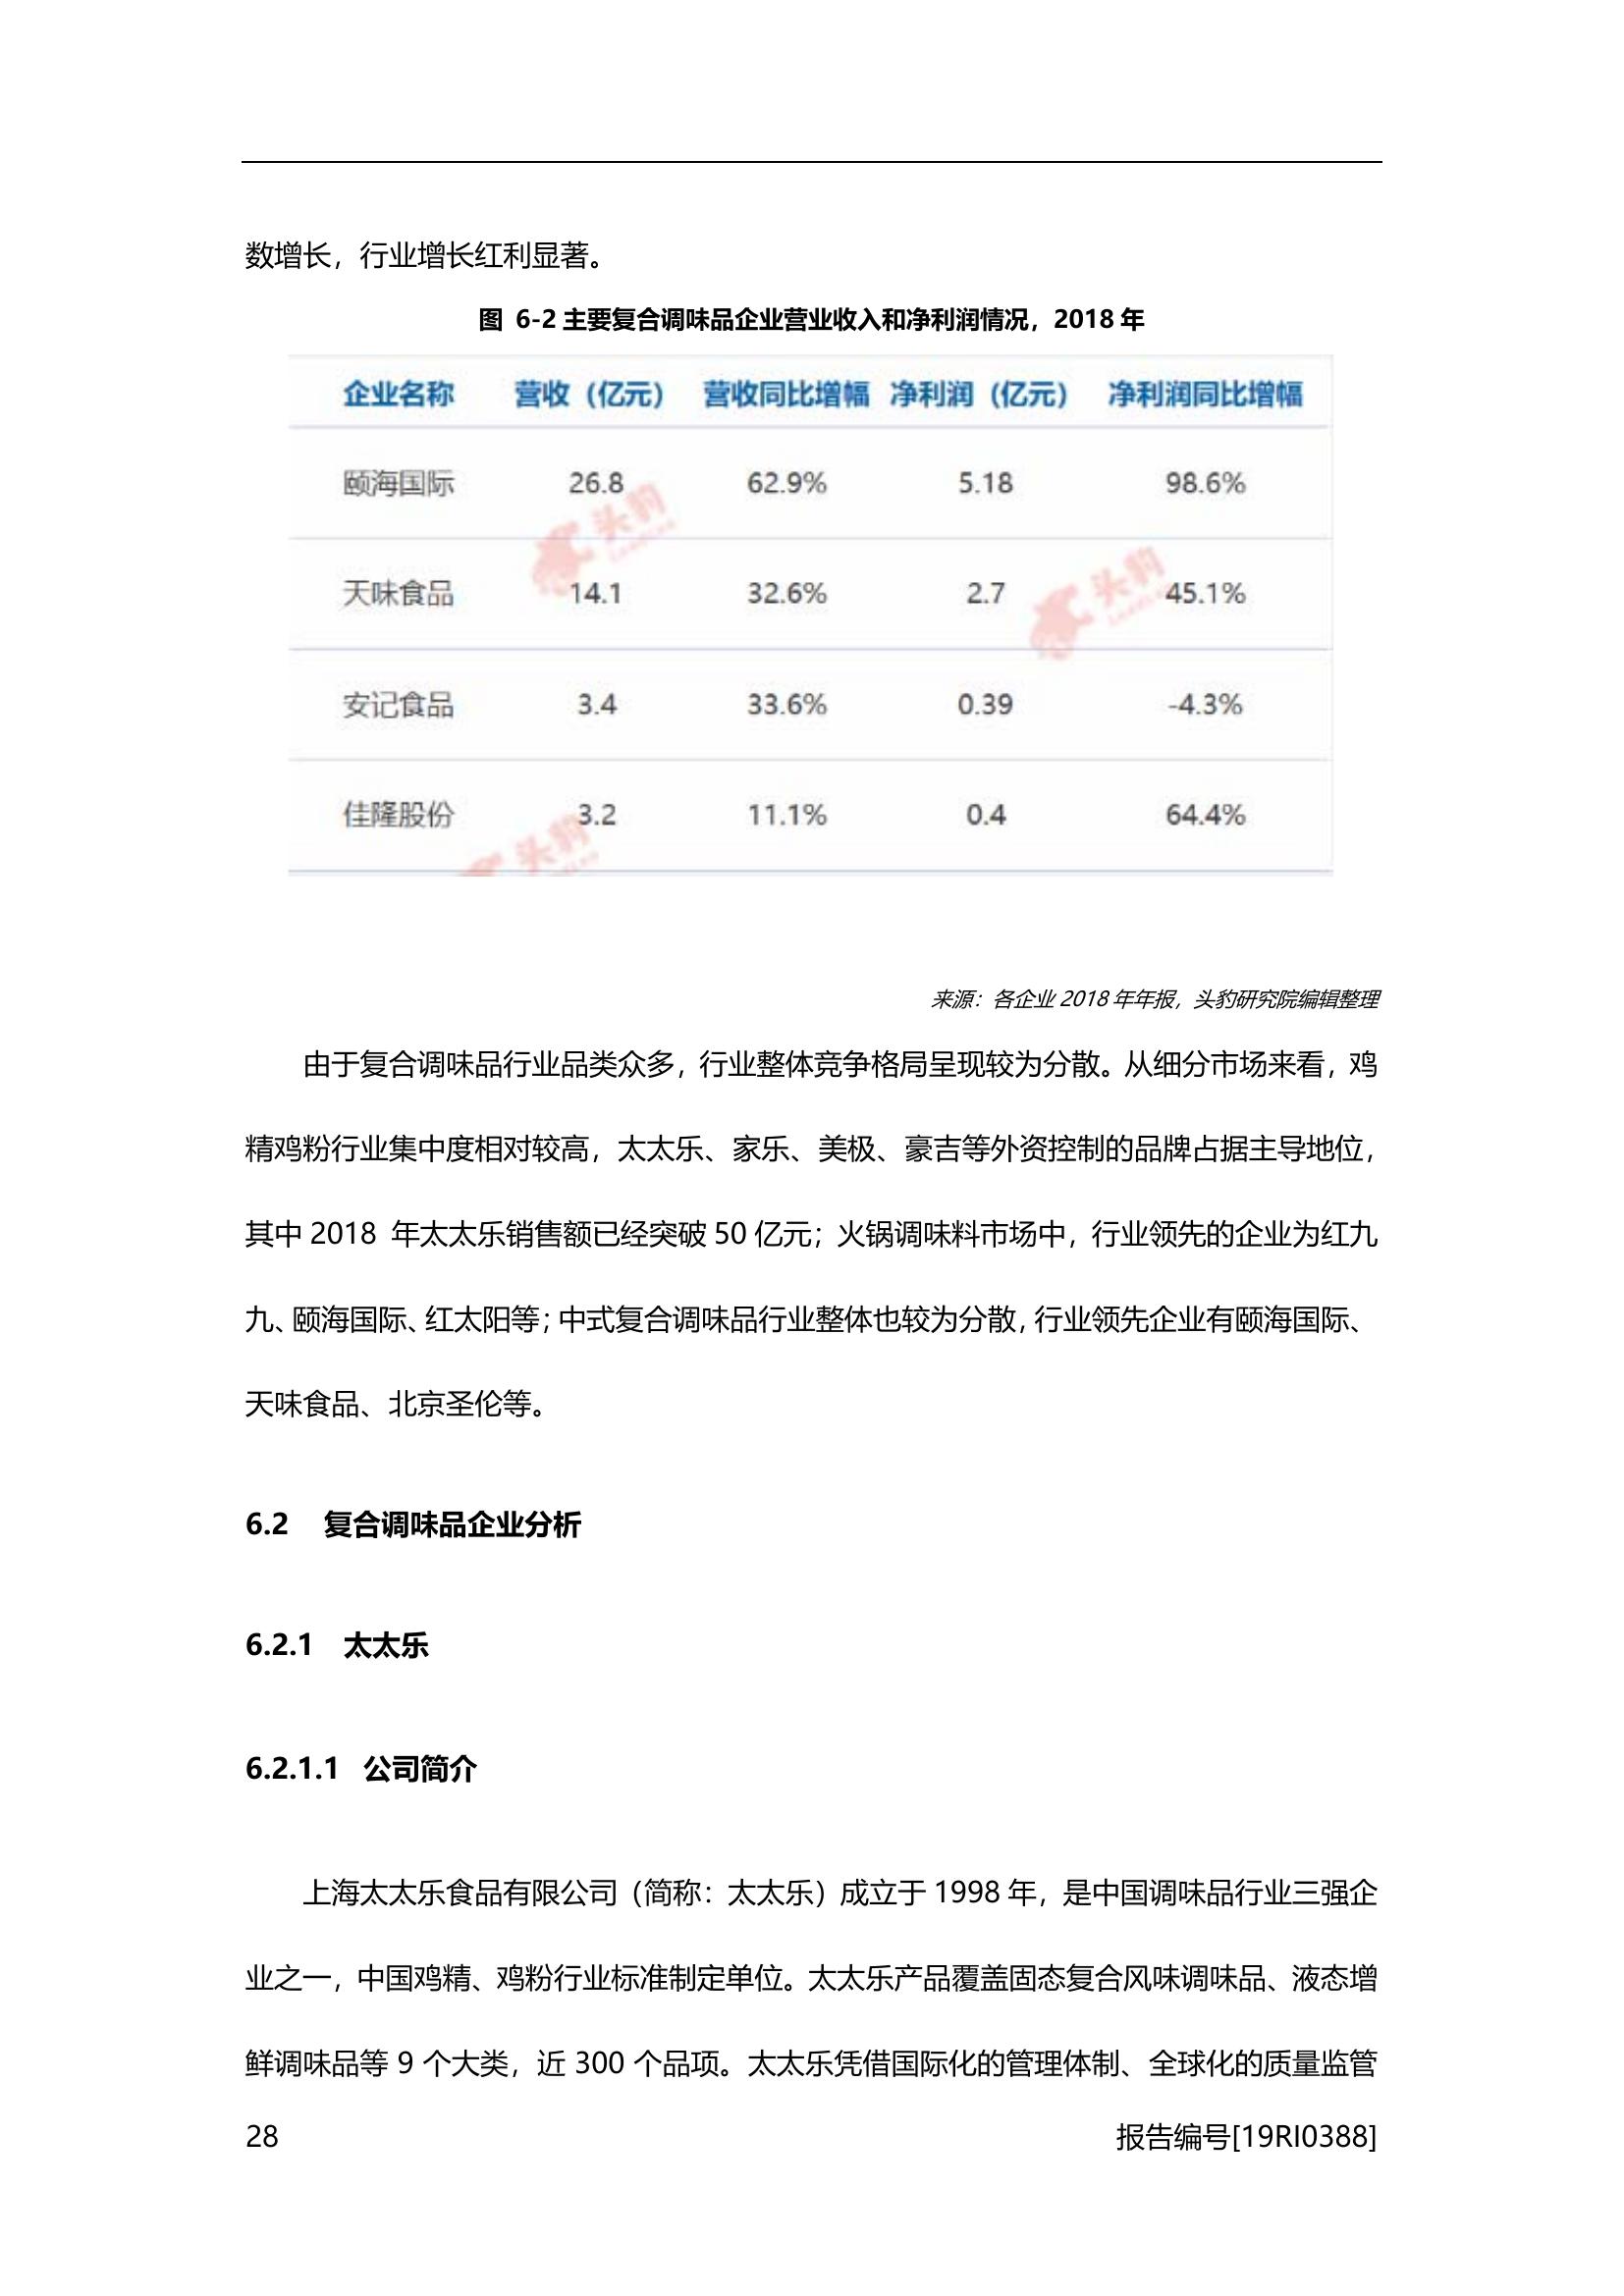 数增长，行业增长红利显著。
图 6-2 主要复合调味品企业营业收入和净利润情况，2018 年
企业名称 营收（亿元） 营收同比增幅 净利润（亿元） 净利润同比增幅
颐海国际 26.8 62.9% 5.18 98.6%
头豹
天味食品 14.1 32.6% 2.7 45.1%
头豹
安记食品 3.4 33.6% 0.39 -4.3%
佳隆股份 3.2 11.1% 0.4 64.4%
头豹
来源：各企业 2018 年年报，头豹研究院编辑整理
由于复合调味品行业品类众多，行业整体竞争格局呈现较为分散。从细分市场来看，鸡
精鸡粉行业集中度相对较高，太太乐、家乐、美极、豪吉等外资控制的品牌占据主导地位，
其中 2018 年太太乐销售额已经突破 50 亿元；火锅调味料市场中，行业领先的企业为红九
九、颐海国际、红太阳等；中式复合调味品行业整体也较为分散，行业领先企业有颐海国际、
天味食品、北京圣伦等。
6.2 复合调味品企业分析
6.2.1 太太乐
6.2.1.1 公司简介
上海太太乐食品有限公司（简称：太太乐）成立于 1998 年，是中国调味品行业三强企
业之一，中国鸡精、鸡粉行业标准制定单位。太太乐产品覆盖固态复合风味调味品、液态增
鲜调味品等 9 个大类，近 300 个品项。太太乐凭借国际化的管理体制、全球化的质量监管
28 报告编号[19RI0388]